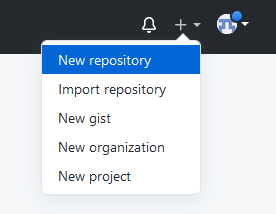 New repository
Import repository
New gist
New organization
New project